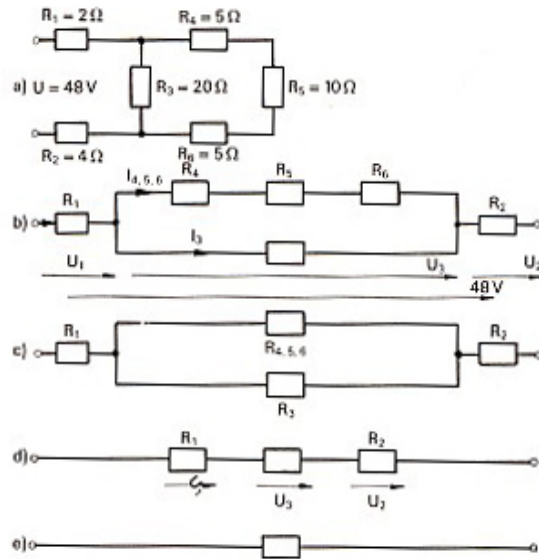 R₁ = 2Ω R₄ = 5Ω
a) U = 48V R₃ = 20Ω R₅ = 10Ω
R₂ = 4Ω R₆ = 5Ω
I₄,₅,₆ R₄ R₅ R₆
b) R₁ R₂
I₃
U₁ U₃ U₂
48V
c) R₁ R₄,₅,₆ R₂
R₃
d) R₁ R₂
U₃ U₂
e)